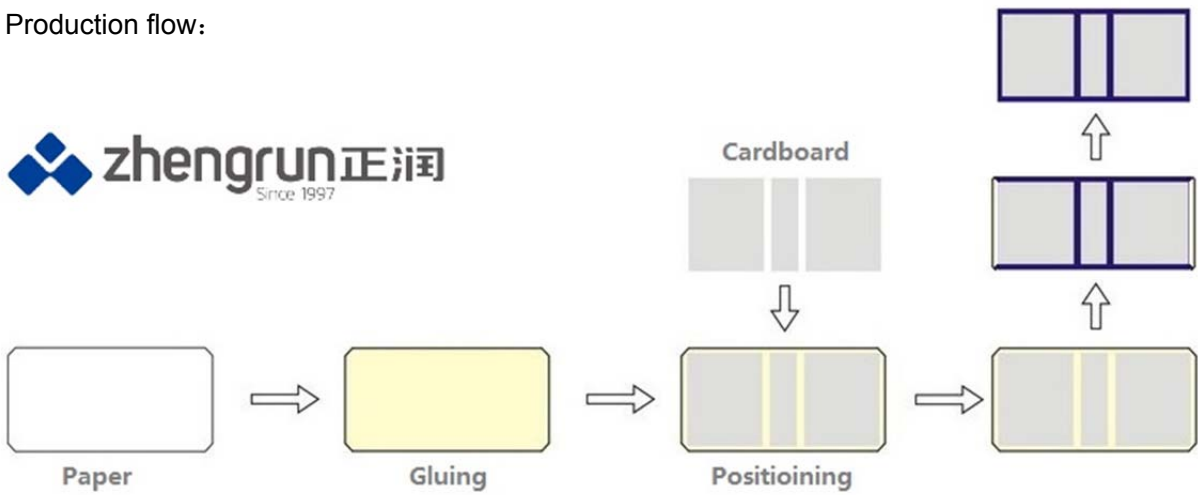 Production flow：
zhengrun正润
Since 1997
Cardboard
Paper
Gluing
Positioining